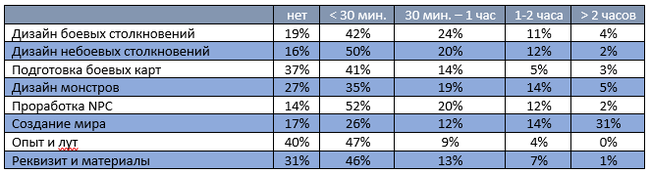 нет < 30 мин. 30 мин. – 1 час 1-2 часа > 2 часов
Дизайн боевых столкновений 19% 42% 24% 11% 4%
Дизайн небоевых столкновений 16% 50% 20% 12% 2%
Подготовка боевых карт 37% 41% 14% 5% 3%
Дизайн монстров 27% 35% 19% 14% 5%
Проработка NPC 14% 52% 20% 12% 2%
Создание мира 17% 26% 12% 14% 31%
Опыт и лут 40% 47% 9% 4% 0%
Реквизит и материалы 31% 46% 13% 7% 1%